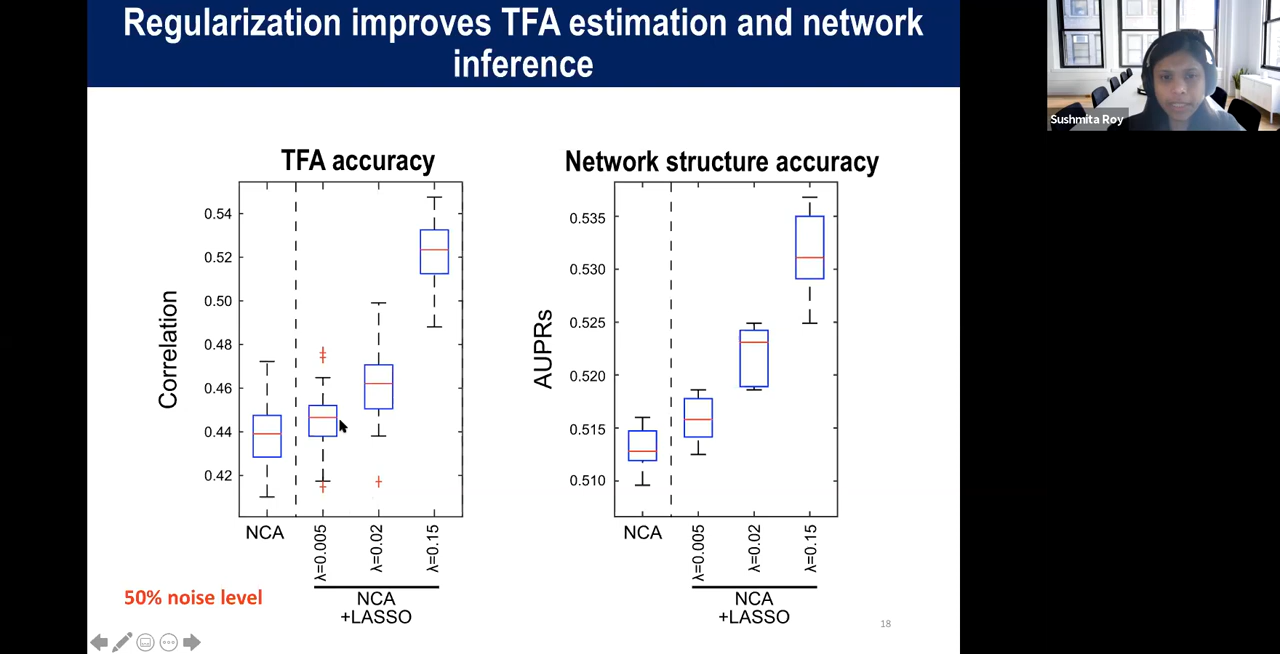 Regularization improves TFA estimation and network
inference
Sushmita Roy
TFA accuracy
Network structure accuracy
Correlation
0.54
0.52
0.50
0.48
0.46
0.44
0.42
NCA
λ=0.005
λ=0.02
λ=0.15
NCA
+LASSO
AUPRs
0.535
0.530
0.525
0.520
0.515
0.510
NCA
λ=0.005
λ=0.02
λ=0.15
NCA
+LASSO
50% noise level
18